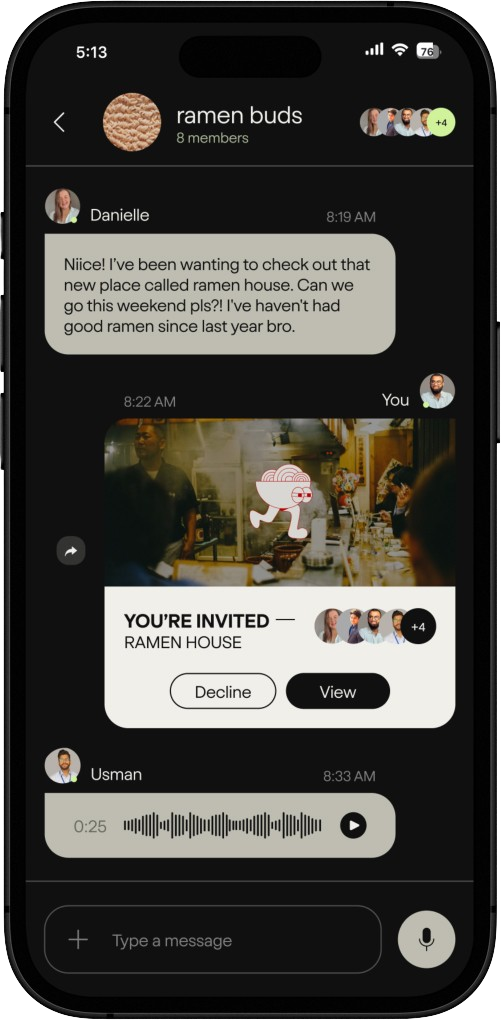 5:13
76
ramen buds
8 members
+4
Danielle
8:19 AM
Niice! I've been wanting to check out that
new place called ramen house. Can we
go this weekend pls?! I've haven't had
good ramen since last year bro.
8:22 AM
You
YOU'RE INVITED —
RAMEN HOUSE
+4
Decline
View
Usman
8:33 AM
0:25
Type a message